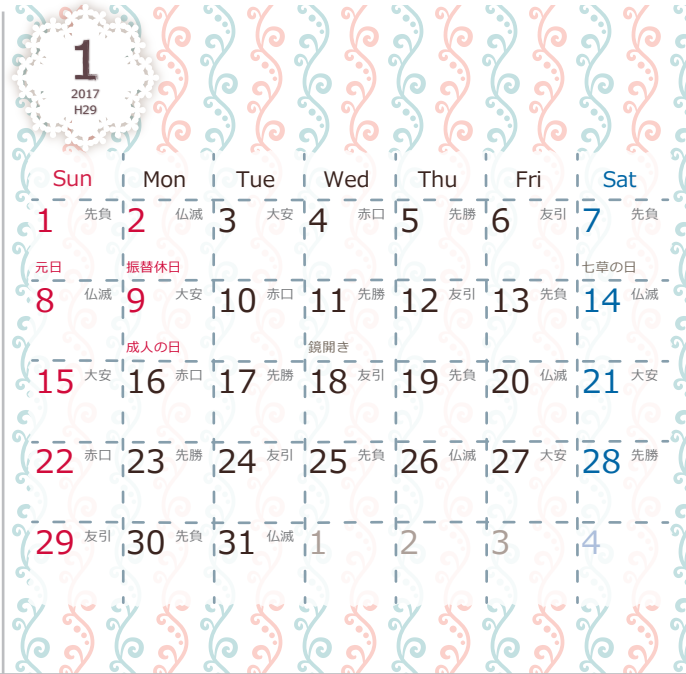 1
2017
H29
Sun Mon Tue Wed Thu Fri Sat
1 先負 2 仏滅 3 大安 4 赤口 5 先勝 6 友引 7 先負
元日 振替休日 七草の日
8 仏滅 9 大安 10 赤口 11 先勝 12 友引 13 先負 14 仏滅
成人の日 鏡開き
15 大安 16 赤口 17 先勝 18 友引 19 先負 20 仏滅 21 大安
22 赤口 23 先勝 24 友引 25 先負 26 仏滅 27 大安 28 先勝
29 友引 30 先負 31 仏滅 1 2 3 4